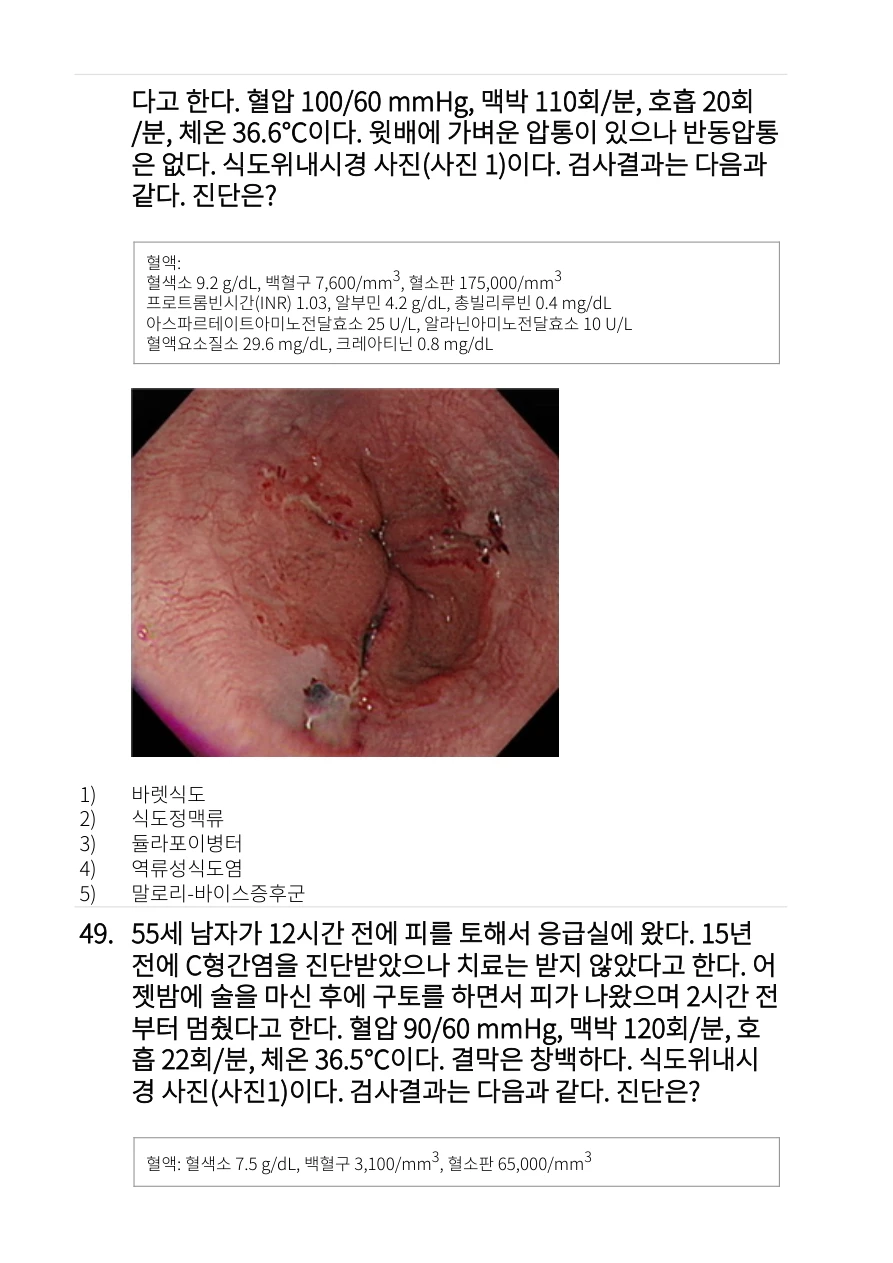 다고 한다. 혈압 100/60 mmHg, 맥박 110회/분, 호흡 20회
/분, 체온 36.6℃이다. 윗배에 가벼운 압통이 있으나 반동압통
은 없다. 식도위내시경 사진(사진 1)이다. 검사결과는 다음과
같다. 진단은?
혈액:
혈색소 9.2 g/dL, 백혈구 7,600/mm³, 혈소판 175,000/mm³
프로트롬빈시간(INR) 1.03, 알부민 4.2 g/dL, 총빌리루빈 0.4 mg/dL
아스파르테이트아미노전달효소 25 U/L, 알라닌아미노전달효소 10 U/L
혈액요소질소 29.6 mg/dL, 크레아티닌 0.8 mg/dL
1) 바렛식도
2) 식도정맥류
3) 듈라포이병터
4) 역류성식도염
5) 말로리-바이스증후군
49. 55세 남자가 12시간 전에 피를 토해서 응급실에 왔다. 15년
전에 C형간염을 진단받았으나 치료는 받지 않았다고 한다. 어
젯밤에 술을 마신 후에 구토를 하면서 피가 나왔으며 2시간 전
부터 멈췄다고 한다. 혈압 90/60 mmHg, 맥박 120회/분, 호
흡 22회/분, 체온 36.5℃이다. 결막은 창백하다. 식도위내시
경 사진(사진1)이다. 검사결과는 다음과 같다. 진단은?
혈액: 혈색소 7.5 g/dL, 백혈구 3,100/mm³, 혈소판 65,000/mm³